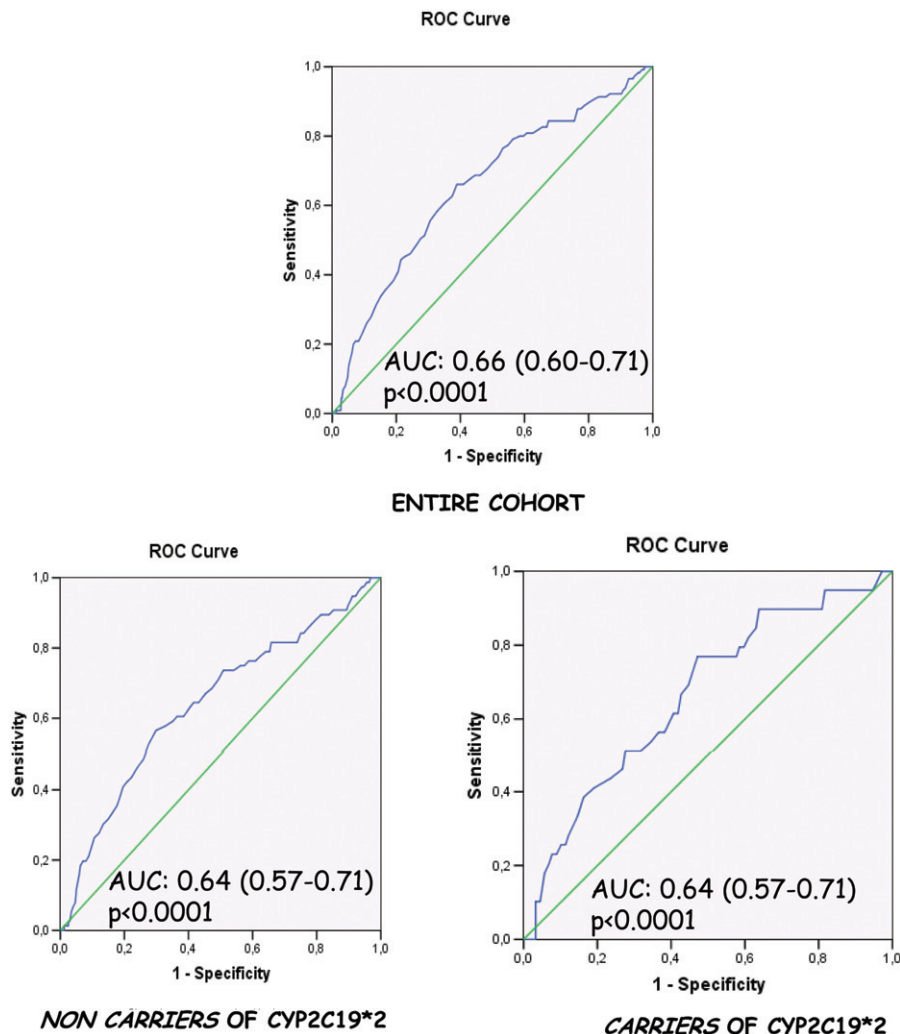 ROC Curve
1,0
0,8
0,6
0,4
0,2
0,0
Sensitivity
AUC: 0.66 (0.60-0.71)
p<0.0001
0,0 0,2 0,4 0,6 0,8 1,0
1 - Specificity
ENTIRE COHORT
ROC Curve
1,0
0,8
0,6
0,4
0,2
0,0
Sensitivity
AUC: 0.64 (0.57-0.71)
p<0.0001
0,0 0,2 0,4 0,6 0,8 1,0
1 - Specificity
NON CARRIERS OF CYP2C19*2
ROC Curve
1,0
0,8
0,6
0,4
0,2
0,0
Sensitivity
AUC: 0.64 (0.57-0.71)
p<0.0001
0,0 0,2 0,4 0,6 0,8 1,0
1 - Specificity
CARRIERS OF CYP2C19*2